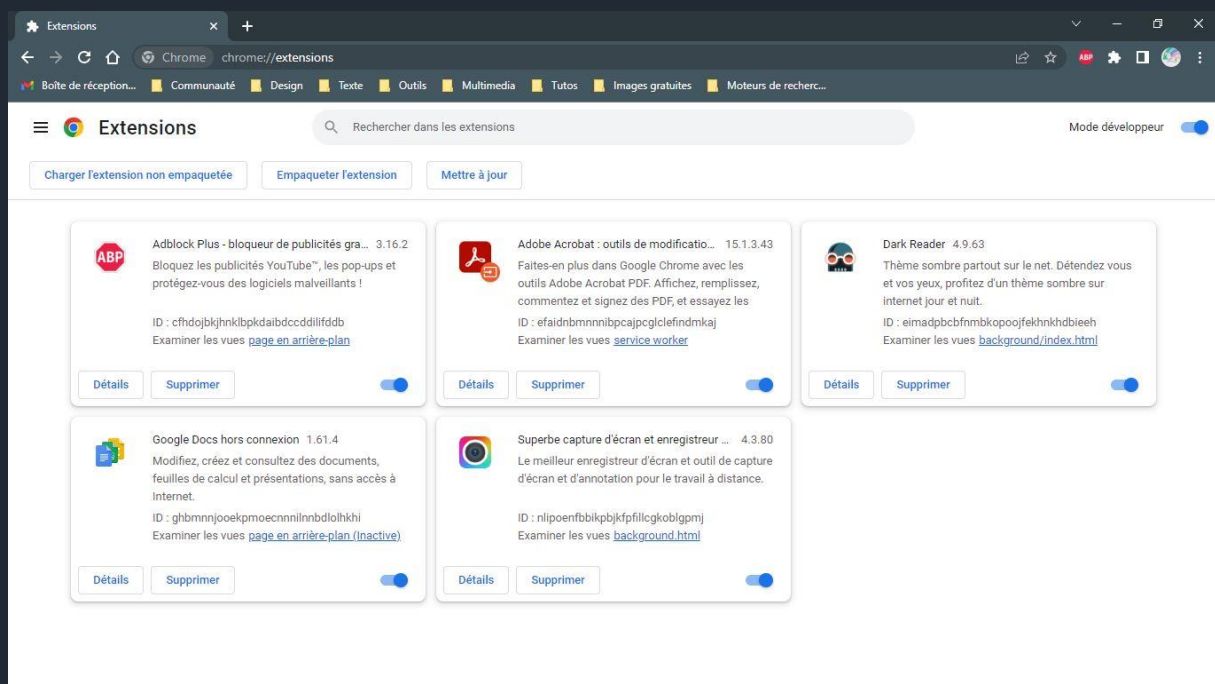 Extensions
Chrome chrome://extensions
ABP
Boîte de réception... Communauté Design Texte Outils Multimedia Tutos Images gratuites Moteurs de recherc...
Extensions
Rechercher dans les extensions
Mode développeur
Charger l'extension non empaquetée Empaqueter l'extension Mettre à jour
ABP
Adblock Plus - bloqueur de publicités gra... 3.16.2
Bloquez les publicités YouTube™, les pop-ups et
protégez-vous des logiciels malveillants !
ID : cfhdojbkjhnklbpkdaibdccddilifddb
Examiner les vues page en arrière-plan
Détails Supprimer
Adobe Acrobat : outils de modificatio... 15.1.3.43
Faites-en plus dans Google Chrome avec les
outils Adobe Acrobat PDF. Affichez, remplissez,
commentez et signez des PDF, et essayez les
ID : efaidnbmnnnibpcajpcglclefindmkaj
Examiner les vues service worker
Détails Supprimer
Dark Reader 4.9.63
Thème sombre partout sur le net. Détendez vous
et vos yeux, profitez d'un thème sombre sur
internet jour et nuit.
ID : eimadpbcbfnmbkopoojfekhnkhdbieeh
Examiner les vues background/index.html
Détails Supprimer
Google Docs hors connexion 1.61.4
Modifiez, créez et consultez des documents,
feuilles de calcul et présentations, sans accès à
Internet.
ID : ghbmnnjooekpmoecnnnilnnbdlolhkhi
Examiner les vues page en arrière-plan (Inactive)
Détails Supprimer
Superbe capture d'écran et enregistreur ... 4.3.80
Le meilleur enregistreur d'écran et outil de capture
d'écran et d'annotation pour le travail à distance.
ID : nlipoenfbbikpbjkfpfillcgkoblgpmj
Examiner les vues background.html
Détails Supprimer